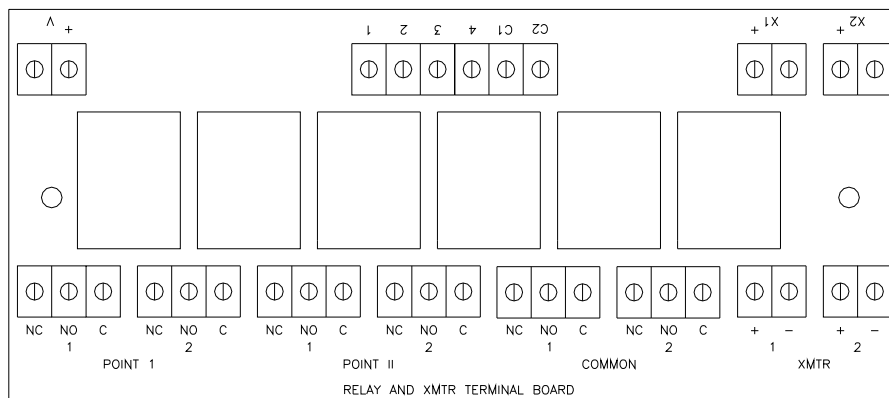 V +
1 2 3 4 C1 C2
+ X1
+ X2
NC NO C NC NO C NC NO C NC NO C NC NO C NC NO C + − + −
1 2 1 2 1 2 1 2
POINT 1 POINT II COMMON XMTR
RELAY AND XMTR TERMINAL BOARD